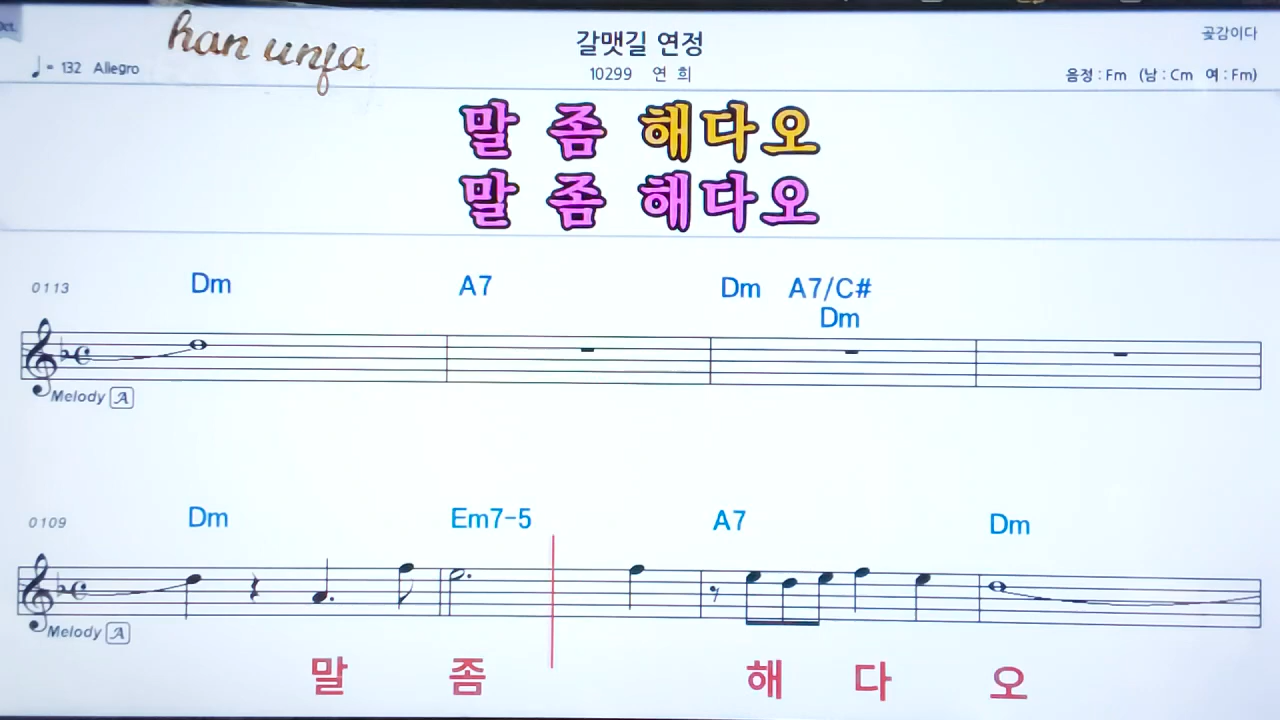 Oct.
han unja
갈맷길 연정
곶감이다
♩= 132 Allegro
10299 연 희
음정 : Fm (남 : Cm 여 : Fm)
말 좀 해다오
말 좀 해다오
0113
Dm A7 Dm A7/C#
Dm
Melody A
0109
Dm Em7-5 A7 Dm
Melody A
말 좀 해 다 오